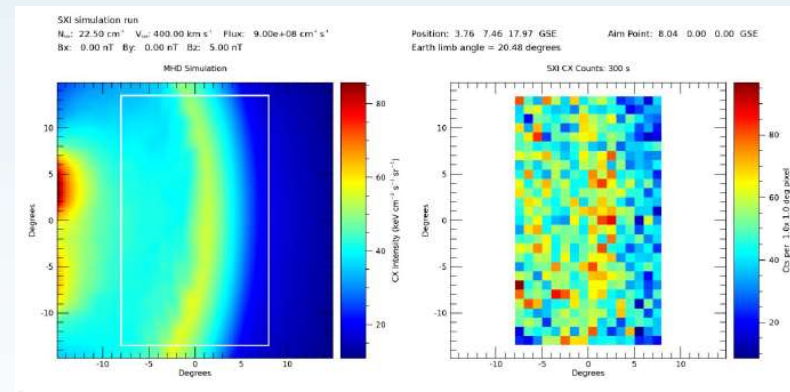 SXI simulation run
Nsw: 22.50 cm⁻³ Vsw: 400.00 km s⁻¹ Flux: 9.00e+08 cm⁻² s⁻¹
Bx: 0.00 nT By: 0.00 nT Bz: 5.00 nT
Position: 3.76 7.46 17.97 GSE Aim Point: 8.04 0.00 0.00 GSE
Earth limb angle = 20.48 degrees
MHD Simulation
10
5
0
-5
-10
Degrees
-10 -5 0 5 10
Degrees
80
60
40
20
CX Intensity (keV cm⁻² s⁻¹ sr⁻¹)
SXI CX Counts: 300 s
10
5
0
-5
-10
Degrees
-10 -5 0 5 10
Degrees
80
60
40
20
Cts per 1.0x 1.0 deg pixel